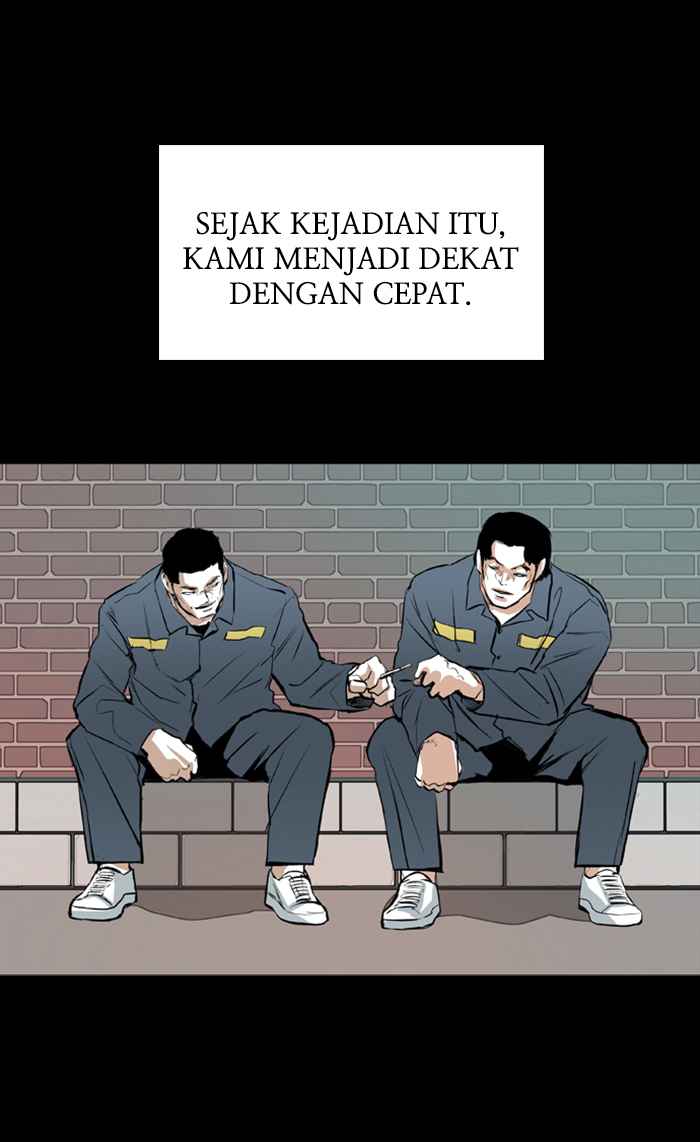 SEJAK KEJADIAN ITU,
KAMI MENJADI DEKAT
DENGAN CEPAT.